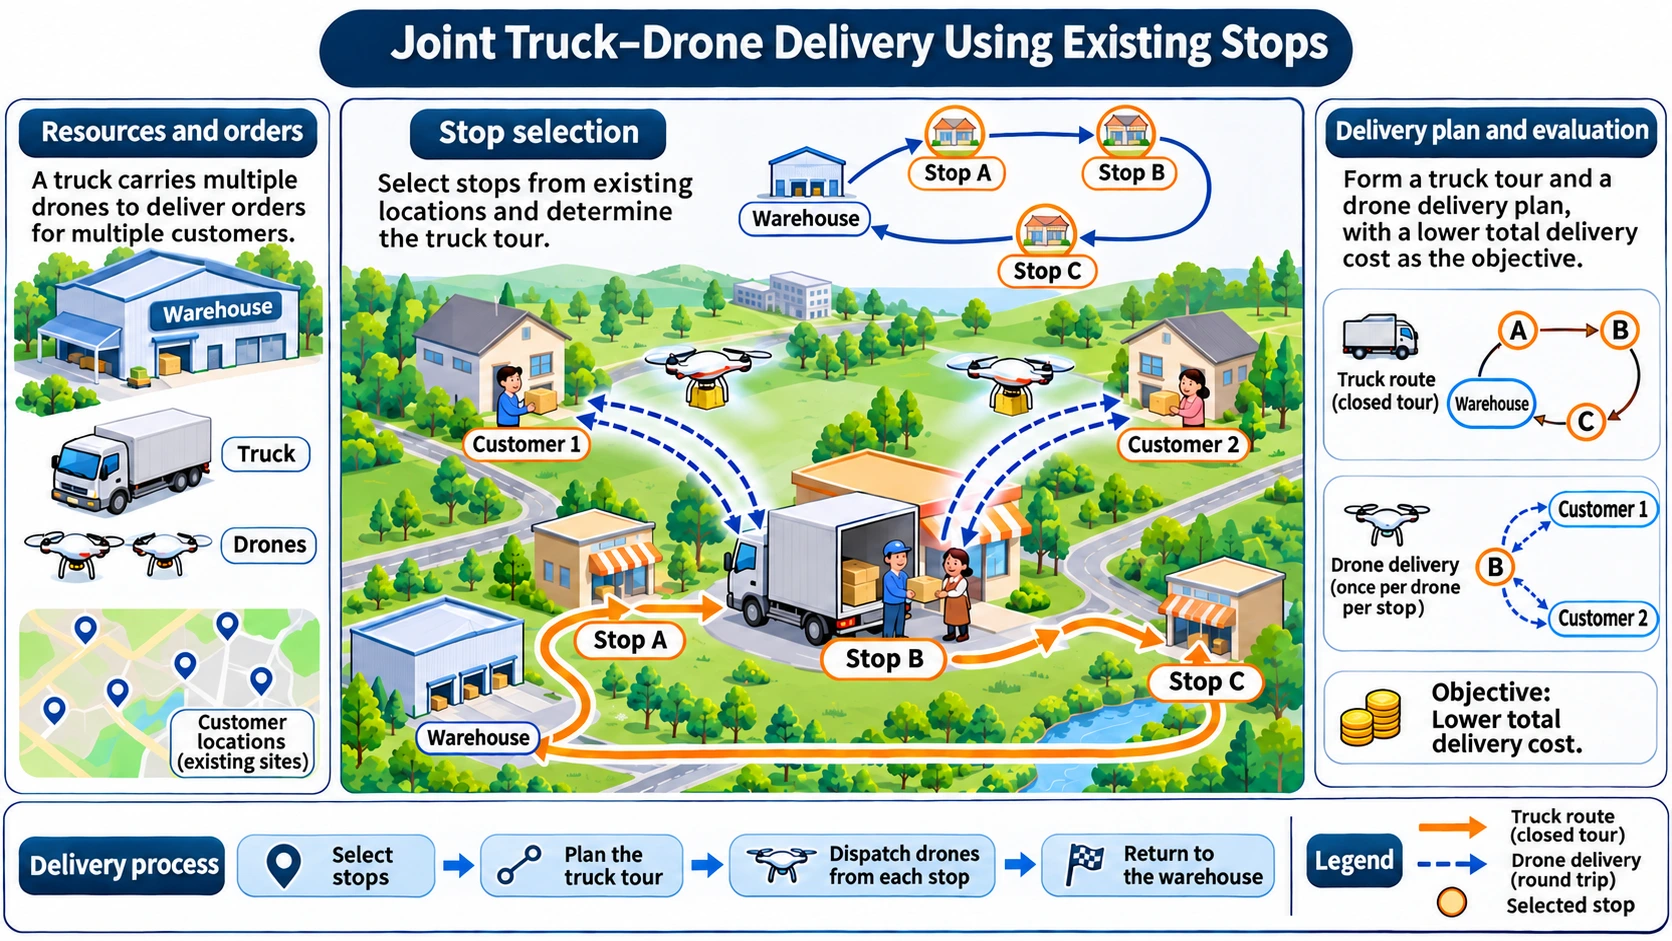 Joint Truck–Drone Delivery Using Existing Stops
Resources and orders
A truck carries multiple
drones to deliver orders
for multiple customers.
Warehouse
Truck
Drones
Customer
locations
(existing sites)
Stop selection
Select stops from existing
locations and determine
the truck tour.
Warehouse
Stop A
Stop B
Stop C
Customer 1
Customer 2
Stop A
Stop B
Stop C
Warehouse
Delivery plan and evaluation
Form a truck tour and a
drone delivery plan,
with a lower total delivery
cost as the objective.
Truck route
(closed tour)
A
B
Warehouse
C
Drone delivery
(once per drone
per stop)
B
Customer 1
Customer 2
Objective:
Lower total
delivery cost.
Delivery process
Select
stops
Plan the
truck tour
Dispatch drones
from each stop
Return to
the warehouse
Legend
Truck route
(closed tour)
Drone delivery
(round trip)
Selected stop